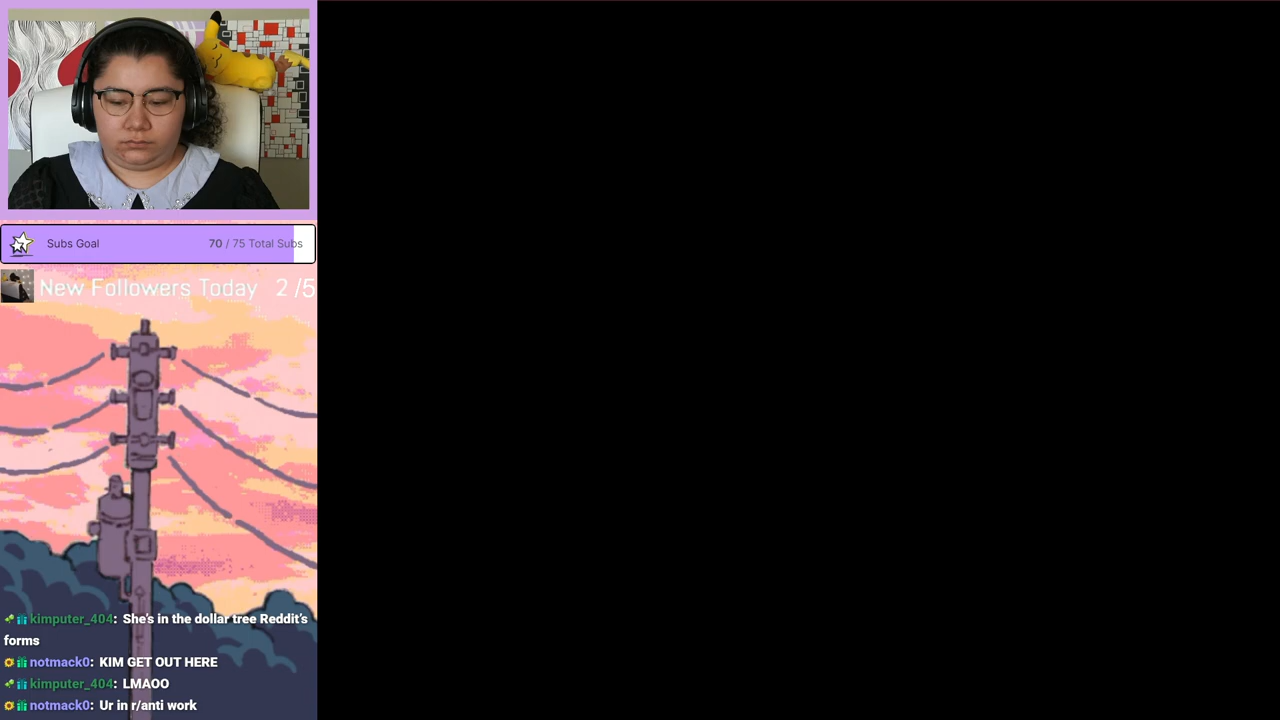 Subs Goal 70 / 75 Total Subs
New Followers Today 2 /5
kimputer_404: She's in the dollar tree Reddit's
forms
notmack0: KIM GET OUT HERE
kimputer_404: LMAOO
notmack0: Ur in r/anti work